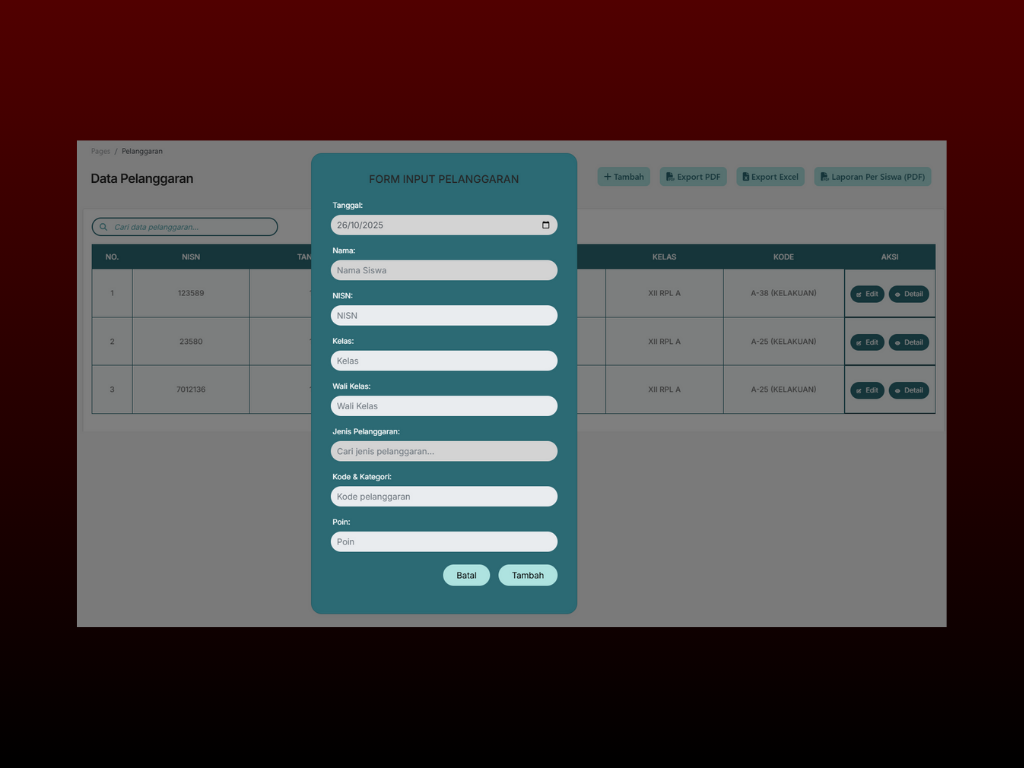 Pages / Pelanggaran
Data Pelanggaran
+ Tambah Export PDF Export Excel Laporan Per Siswa (PDF)
Cari data pelanggaran...
NO. NISN TAN KELAS KODE AKSI
1 123589 XII RPL A A-38 (KELAKUAN) Edit Detail
2 23580 XII RPL A A-25 (KELAKUAN) Edit Detail
3 7012136 XII RPL A A-25 (KELAKUAN) Edit Detail
FORM INPUT PELANGGARAN
Tanggal:
26/10/2025
Nama:
Nama Siswa
NISN:
NISN
Kelas:
Kelas
Wali Kelas:
Wali Kelas
Jenis Pelanggaran:
Cari jenis pelanggaran...
Kode & Kategori:
Kode pelanggaran
Poin:
Poin
Batal Tambah